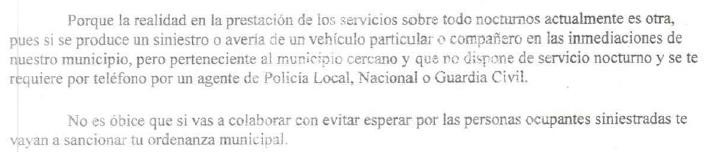 Porque la realidad en la prestación de los servicios sobre todo nocturnos actualmente es otra,
pues si se produce un siniestro o avería de un vehículo particular o compañero en las inmediaciones de
nuestro municipio, pero perteneciente al municipio cercano y que no dispone de servicio nocturno y se te
requiere por teléfono por un agente de Policía Local, Nacional o Guardia Civil.
No es óbice que si vas a colaborar con evitar esperar por las personas ocupantes siniestradas te
vayan a sancionar tu ordenanza municipal.